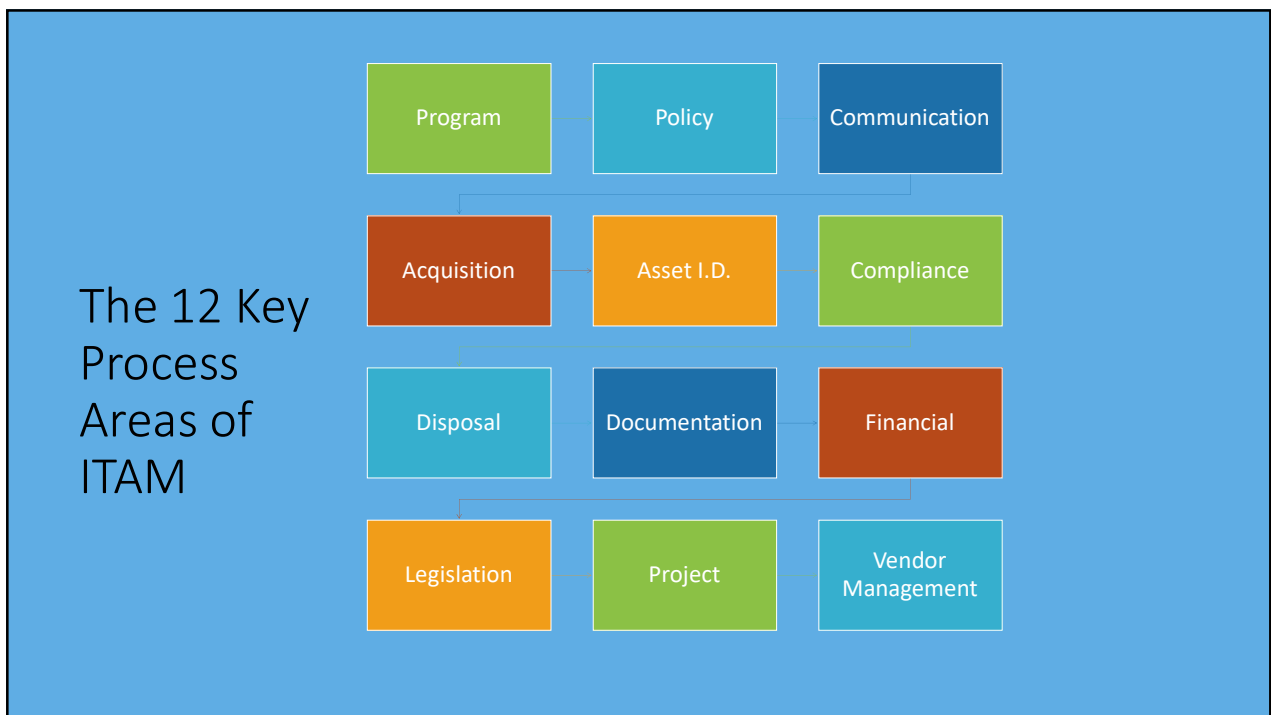 The 12 Key
Process
Areas of
ITAM
Program
Policy
Communication
Acquisition
Asset I.D.
Compliance
Disposal
Documentation
Financial
Legislation
Project
Vendor
Management